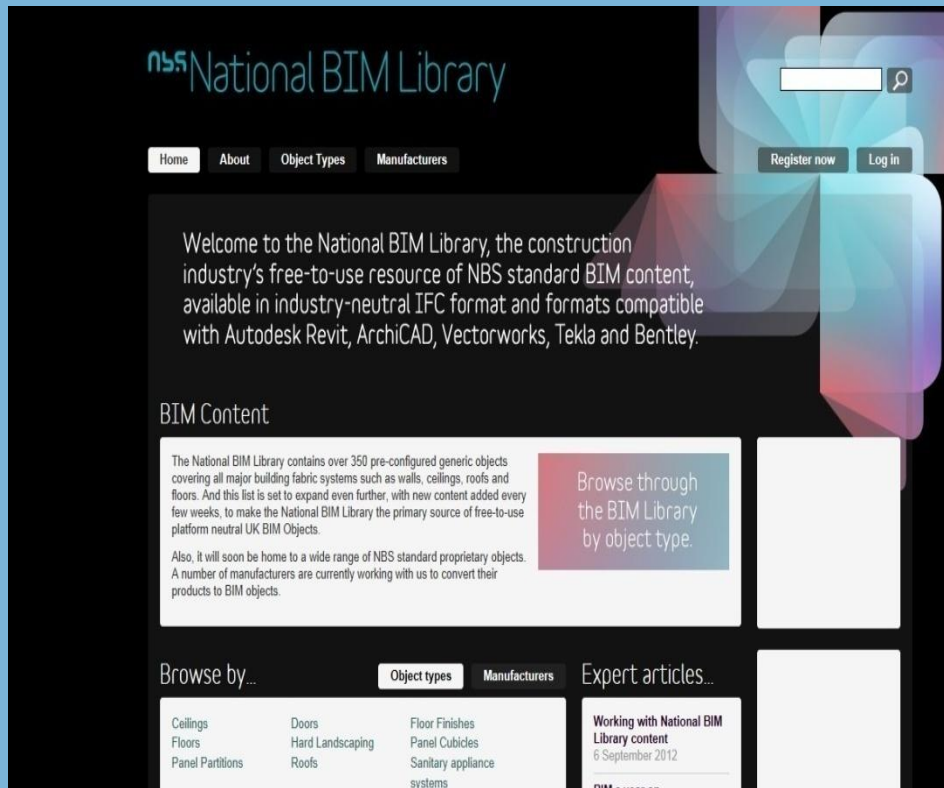 nbs National BIM Library
Home About Object Types Manufacturers Register now Log in
Welcome to the National BIM Library, the construction
industry's free-to-use resource of NBS standard BIM content,
available in industry-neutral IFC format and formats compatible
with Autodesk Revit, ArchiCAD, Vectorworks, Tekla and Bentley.
BIM Content
The National BIM Library contains over 350 pre-configured generic objects
covering all major building fabric systems such as walls, ceilings, roofs and
floors. And this list is set to expand even further, with new content added every
few weeks, to make the National BIM Library the primary source of free-to-use
platform neutral UK BIM Objects.
Also, it will soon be home to a wide range of NBS standard proprietary objects.
A number of manufacturers are currently working with us to convert their
products to BIM objects.
Browse through
the BIM Library
by object type.
Browse by...
Object types Manufacturers
Ceilings Doors Floor Finishes
Floors Hard Landscaping Panel Cubicles
Panel Partitions Roofs Sanitary appliance
systems
Expert articles...
Working with National BIM
Library content
6 September 2012